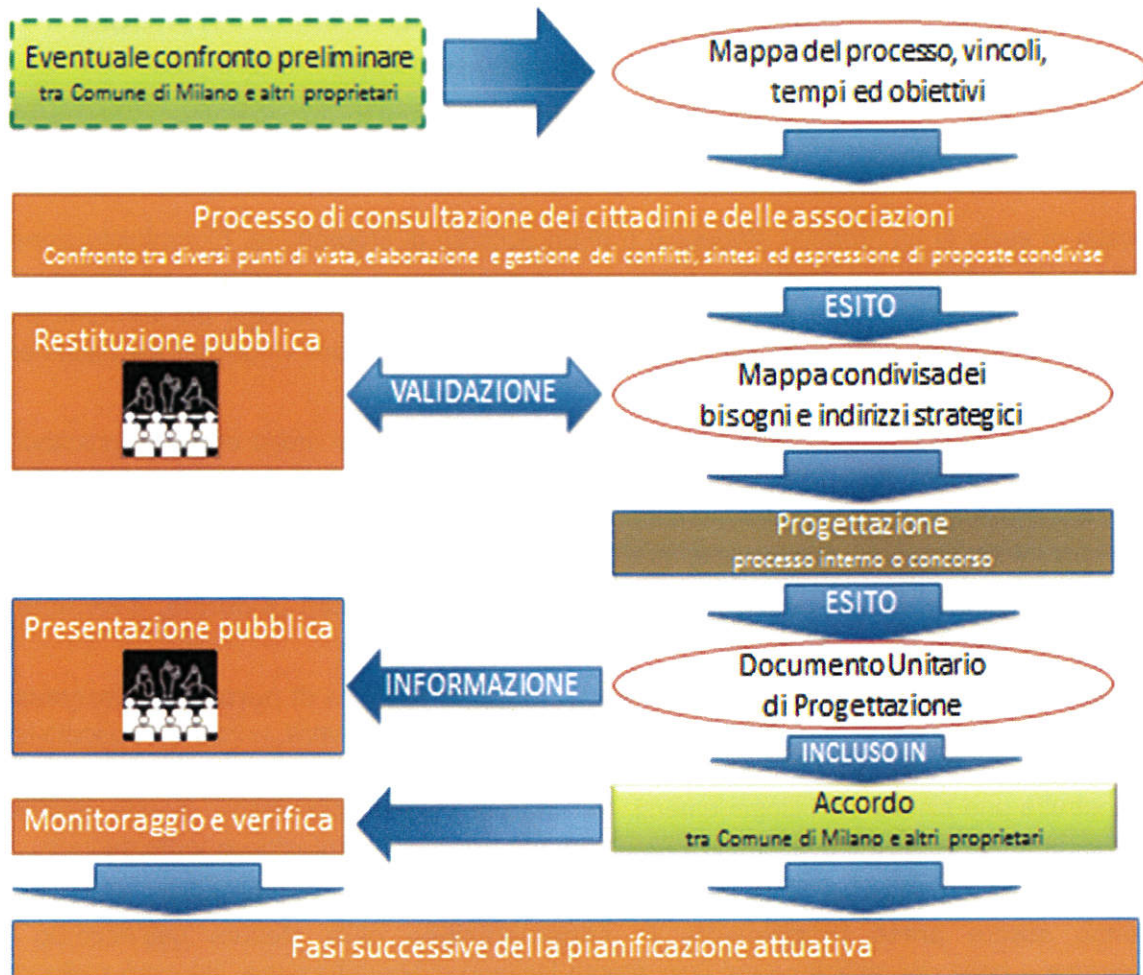 Eventuale confronto preliminare
tra Comune di Milano e altri proprietari
Mappa del processo, vincoli,
tempi ed obiettivi
Processo di consultazione dei cittadini e delle associazioni
Confronto tra diversi punti di vista, elaborazione e gestione dei conflitti, sintesi ed espressione di proposte condivise
ESITO
Restituzione pubblica
VALIDAZIONE
Mappa condivisa dei
bisogni e indirizzi strategici
Progettazione
processo interno o concorso
ESITO
Presentazione pubblica
INFORMAZIONE
Documento Unitario
di Progettazione
INCLUSO IN
Monitoraggio e verifica
Accordo
tra Comune di Milano e altri proprietari
Fasi successive della pianificazione attuativa